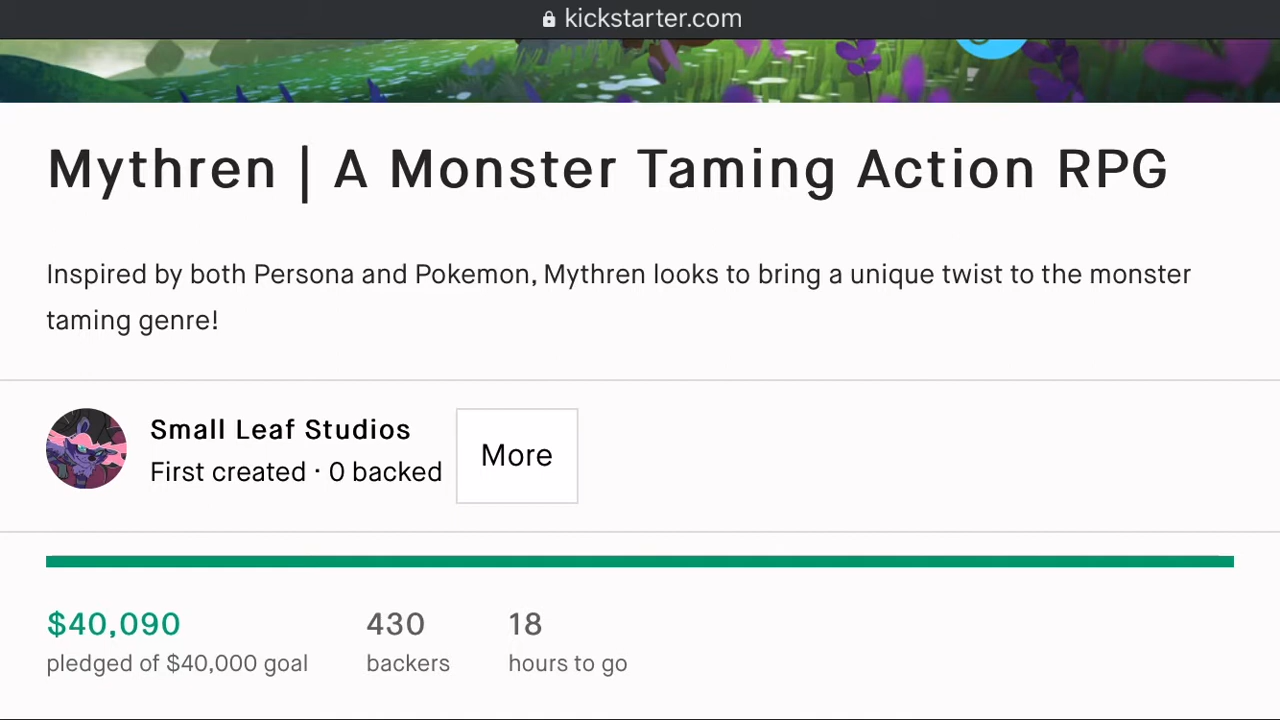 kickstarter.com
Mythren | A Monster Taming Action RPG
Inspired by both Persona and Pokemon, Mythren looks to bring a unique twist to the monster
taming genre!
Small Leaf Studios
First created · 0 backed
More
$40,090
pledged of $40,000 goal
430
backers
18
hours to go